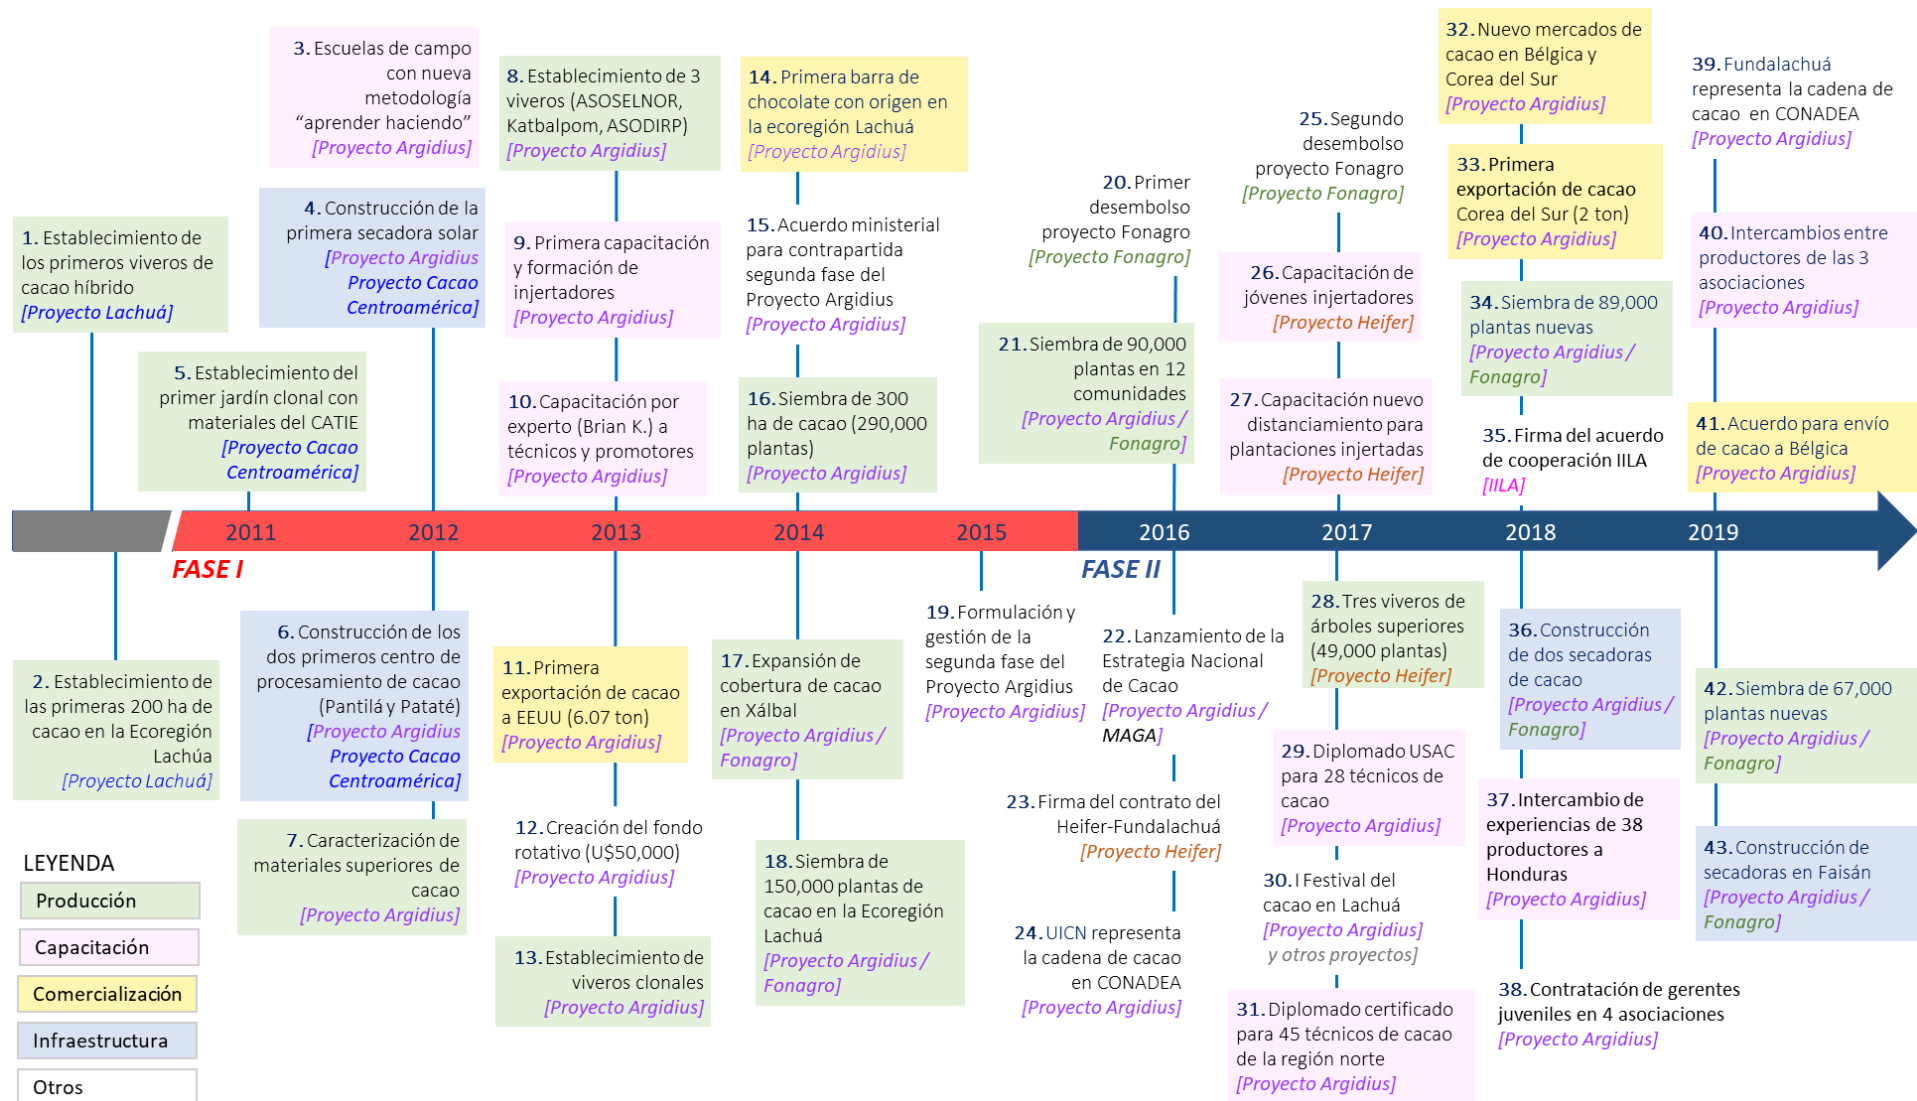 1. Establecimiento de
los primeros viveros de
cacao híbrido
[Proyecto Lachuá]
2. Establecimiento de
las primeras 200 ha de
cacao en la Ecoregión
Lachúa
[Proyecto Lachuá]
3. Escuelas de campo
con nueva
metodología
“aprender haciendo”
[Proyecto Argidius]
4. Construcción de la
primera secadora solar
[Proyecto Argidius
Proyecto Cacao
Centroamérica]
5. Establecimiento del
primer jardín clonal con
materiales del CATIE
[Proyecto Cacao
Centroamérica]
6. Construcción de los
dos primeros centro de
procesamiento de cacao
(Pantilá y Pataté)
[Proyecto Argidius
Proyecto Cacao
Centroamérica]
7. Caracterización de
materiales superiores de
cacao
[Proyecto Argidius]
8. Establecimiento de 3
viveros (ASOSELNOR,
Katbalpom, ASODIRP)
[Proyecto Argidius]
9. Primera capacitación
y formación de
injertadores
[Proyecto Argidius]
10. Capacitación por
experto (Brian K.) a
técnicos y promotores
[Proyecto Argidius]
11. Primera
exportación de cacao
a EEUU (6.07 ton)
[Proyecto Argidius]
12. Creación del fondo
rotativo (U$50,000)
[Proyecto Argidius]
13. Establecimiento de
viveros clonales
[Proyecto Argidius]
14. Primera barra de
chocolate con origen en
la ecoregión Lachuá
[Proyecto Argidius]
15. Acuerdo ministerial
para contrapartida
segunda fase del
Proyecto Argidius
[Proyecto Argidius]
16. Siembra de 300
ha de cacao (290,000
plantas)
[Proyecto Argidius]
17. Expansión de
cobertura de cacao
en Xálbal
[Proyecto Argidius /
Fonagro]
18. Siembra de
150,000 plantas de
cacao en la Ecoregión
Lachuá
[Proyecto Argidius /
Fonagro]
19. Formulación y
gestión de la
segunda fase del
Proyecto Argidius
[Proyecto Argidius]
20. Primer
desembolso
proyecto Fonagro
[Proyecto Fonagro]
21. Siembra de 90,000
plantas en 12
comunidades
[Proyecto Argidius /
Fonagro]
22. Lanzamiento de la
Estrategia Nacional
de Cacao
[Proyecto Argidius /
MAGA]
23. Firma del contrato del
Heifer-Fundalachuá
[Proyecto Heifer]
24. UICN representa
la cadena de cacao
en CONADEA
[Proyecto Argidius]
25. Segundo
desembolso
proyecto Fonagro
[Proyecto Fonagro]
26. Capacitación de
jóvenes injertadores
[Proyecto Heifer]
27. Capacitación nuevo
distanciamiento para
plantaciones injertadas
[Proyecto Heifer]
28. Tres viveros de
árboles superiores
(49,000 plantas)
[Proyecto Heifer]
29. Diplomado USAC
para 28 técnicos de
cacao
[Proyecto Argidius]
30. I Festival del
cacao en Lachuá
[Proyecto Argidius]
y otros proyectos]
31. Diplomado certificado
para 45 técnicos de cacao
de la región norte
[Proyecto Argidius]
32. Nuevo mercados de
cacao en Bélgica y
Corea del Sur
[Proyecto Argidius]
33. Primera
exportación de cacao
Corea del Sur (2 ton)
[Proyecto Argidius]
34. Siembra de 89,000
plantas nuevas
[Proyecto Argidius /
Fonagro]
35. Firma del acuerdo
de cooperación IILA
[IILA]
36. Construcción
de dos secadoras
de cacao
[Proyecto Argidius /
Fonagro]
37. Intercambio de
experiencias de 38
productores a
Honduras
[Proyecto Argidius]
38. Contratación de gerentes
juveniles en 4 asociaciones
[Proyecto Argidius]
39. Fundalachuá
representa la cadena de
cacao en CONADEA
[Proyecto Argidius]
40. Intercambios entre
productores de las 3
asociaciones
[Proyecto Argidius]
41. Acuerdo para envío
de cacao a Bélgica
[Proyecto Argidius]
42. Siembra de 67,000
plantas nuevas
[Proyecto Argidius /
Fonagro]
43. Construcción de
secadoras en Faisán
[Proyecto Argidius /
Fonagro]
2011 2012 2013 2014 2015 2016 2017 2018 2019
FASE I
FASE II
LEYENDA
Producción
Capacitación
Comercialización
Infraestructura
Otros